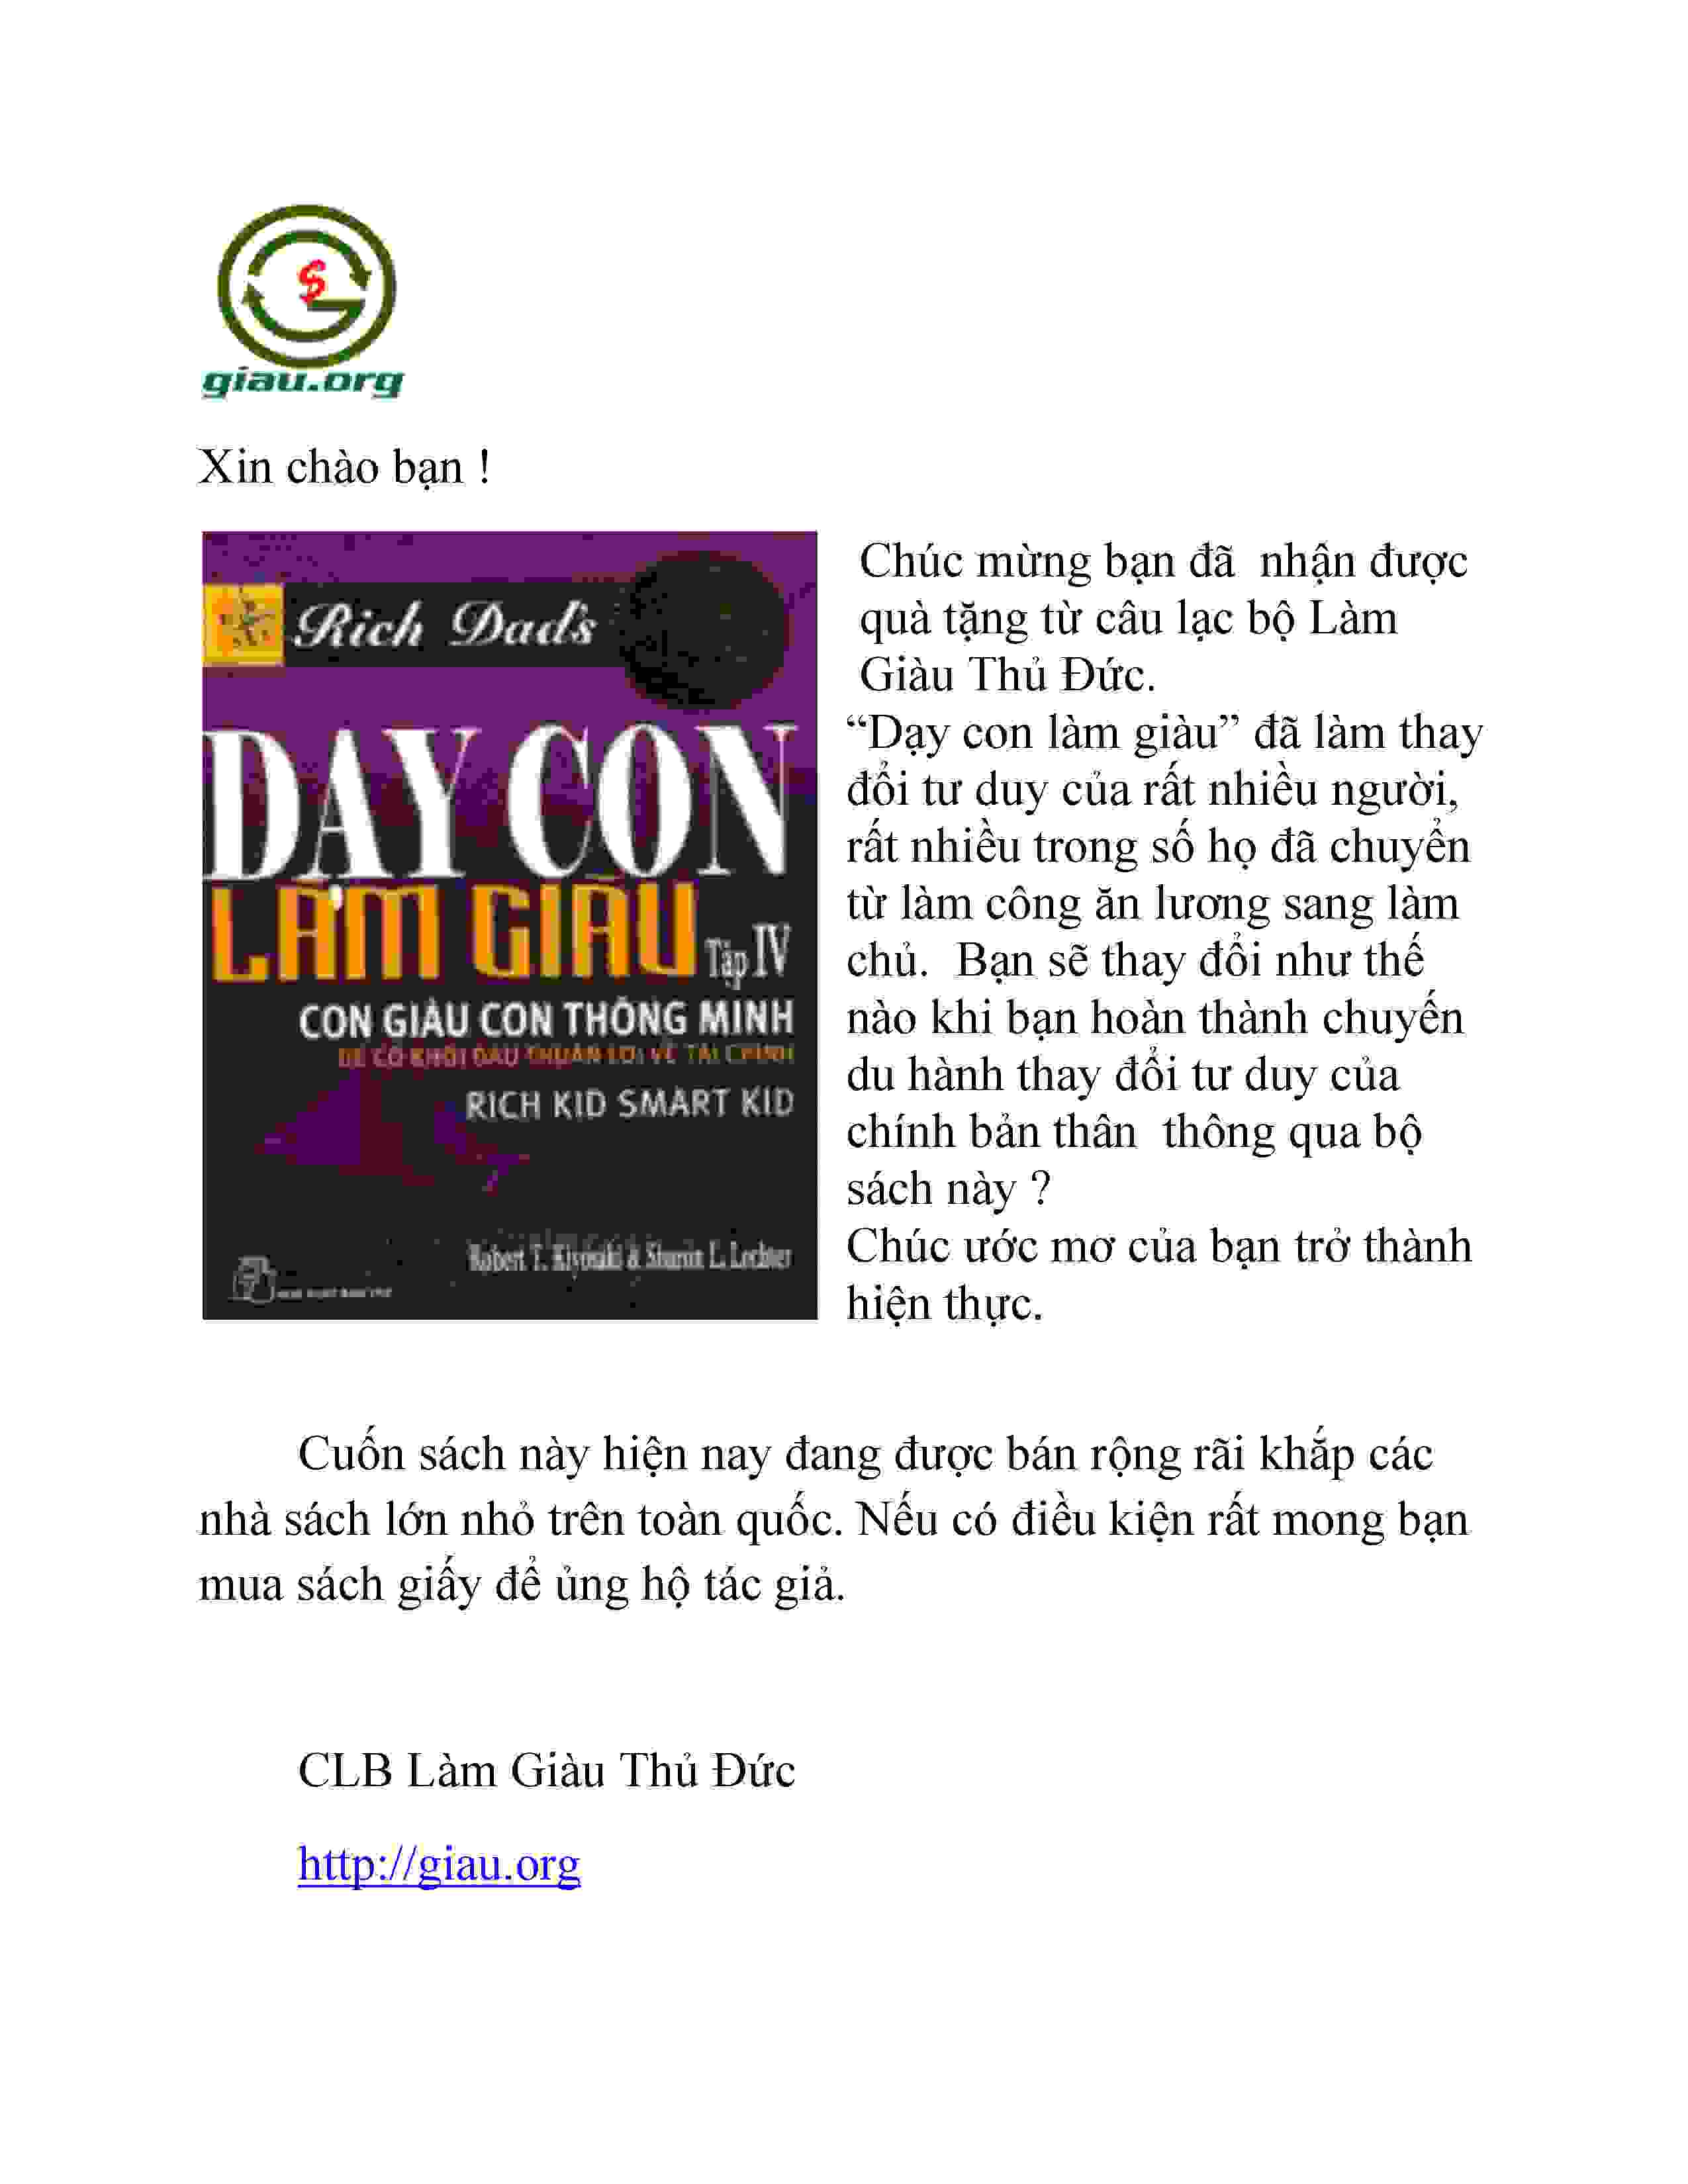 giau.org
Xin chào bạn !
Rich Dad's
DẠY CON
LÀM GIÀU Tập IV
CON GIÀU CON THÔNG MINH
ĐỂ CÓ KHỞI ĐẦU THUẬN LỢI VỀ TÀI CHÍNH
RICH KID SMART KID
Robert T. Kiyosaki & Sharon L. Lechter
Chúc mừng bạn đã nhận được
quà tặng từ câu lạc bộ Làm
Giàu Thủ Đức.
“Dạy con làm giàu” đã làm thay
đổi tư duy của rất nhiều người,
rất nhiều trong số họ đã chuyển
từ làm công ăn lương sang làm
chủ. Bạn sẽ thay đổi như thế
nào khi bạn hoàn thành chuyến
du hành thay đổi tư duy của
chính bản thân thông qua bộ
sách này ?
Chúc ước mơ của bạn trở thành
hiện thực.
Cuốn sách này hiện nay đang được bán rộng rãi khắp các
nhà sách lớn nhỏ trên toàn quốc. Nếu có điều kiện rất mong bạn
mua sách giấy để ủng hộ tác giả.
CLB Làm Giàu Thủ Đức
http://giau.org